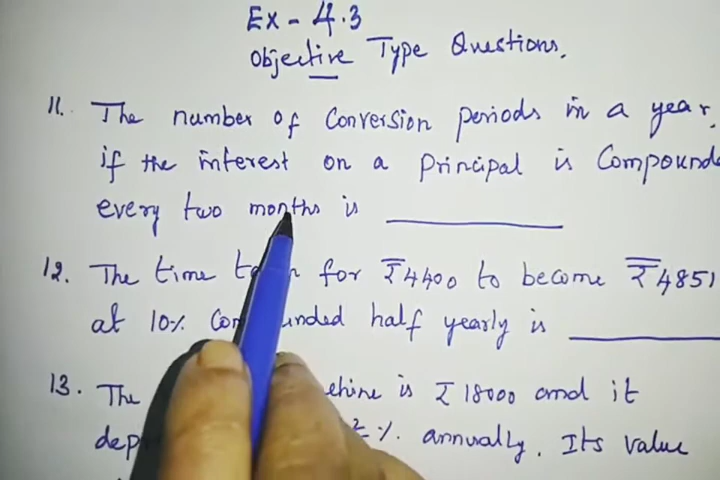 Ex - 4.3
Objective Type Questions.
11. The number of Conversion periods in a year,
if the interest on a principal is Compounde
every two months is ____
12. The time for ₹4400 to become ₹4851
at 10% half yearly is ____
13. The is ₹18000 and it
% annually. Its value